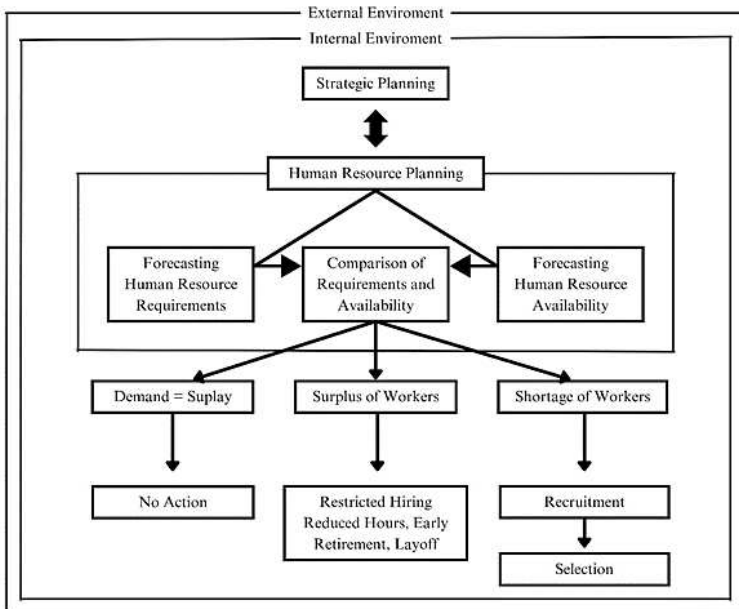 External Enviroment
Internal Enviroment
Strategic Planning
Human Resource Planning
Forecasting
Human Resource
Requirements
Comparison of
Requirements and
Availability
Forecasting
Human Resource
Availability
Demand = Suplay
Surplus of Workers
Shortage of Workers
No Action
Restricted Hiring
Reduced Hours, Early
Retirement, Layoff
Recruitment
Selection